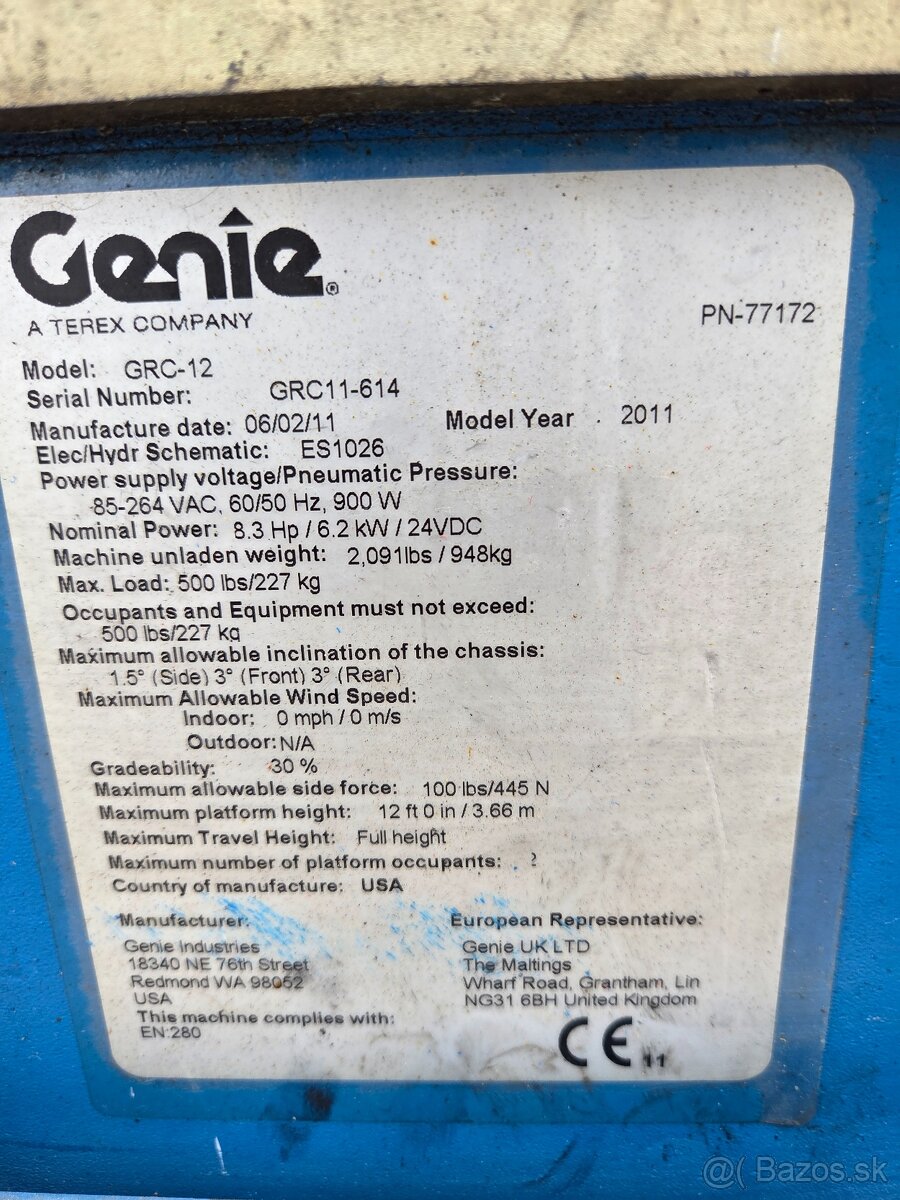 Genie®
A TEREX COMPANY
PN-77172
Model: GRC-12
Serial Number: GRC11-614
Manufacture date: 06/02/11 Model Year 2011
Elec/Hydr Schematic: ES1026
Power supply voltage/Pneumatic Pressure:
85-264 VAC, 60/50 Hz, 900 W
Nominal Power: 8.3 Hp / 6.2 kW / 24VDC
Machine unladen weight: 2,091lbs / 948kg
Max. Load: 500 lbs/227 kg
Occupants and Equipment must not exceed:
500 lbs/227 kg
Maximum allowable inclination of the chassis:
1.5° (Side) 3° (Front) 3° (Rear)
Maximum Allowable Wind Speed:
Indoor: 0 mph / 0 m/s
Outdoor: N/A
Gradeability: 30 %
Maximum allowable side force: 100 lbs/445 N
Maximum platform height: 12 ft 0 in / 3.66 m
Maximum Travel Height: Full height
Maximum number of platform occupants:
Country of manufacture: USA
Manufacturer:
Genie Industries
18340 NE 76th Street
Redmond WA 98052
USA
This machine complies with:
EN 280
European Representative:
Genie UK LTD
The Maltings
Wharf Road, Grantham, Lin
NG31 6BH United Kingdom
CE 11
@( Bazos.sk